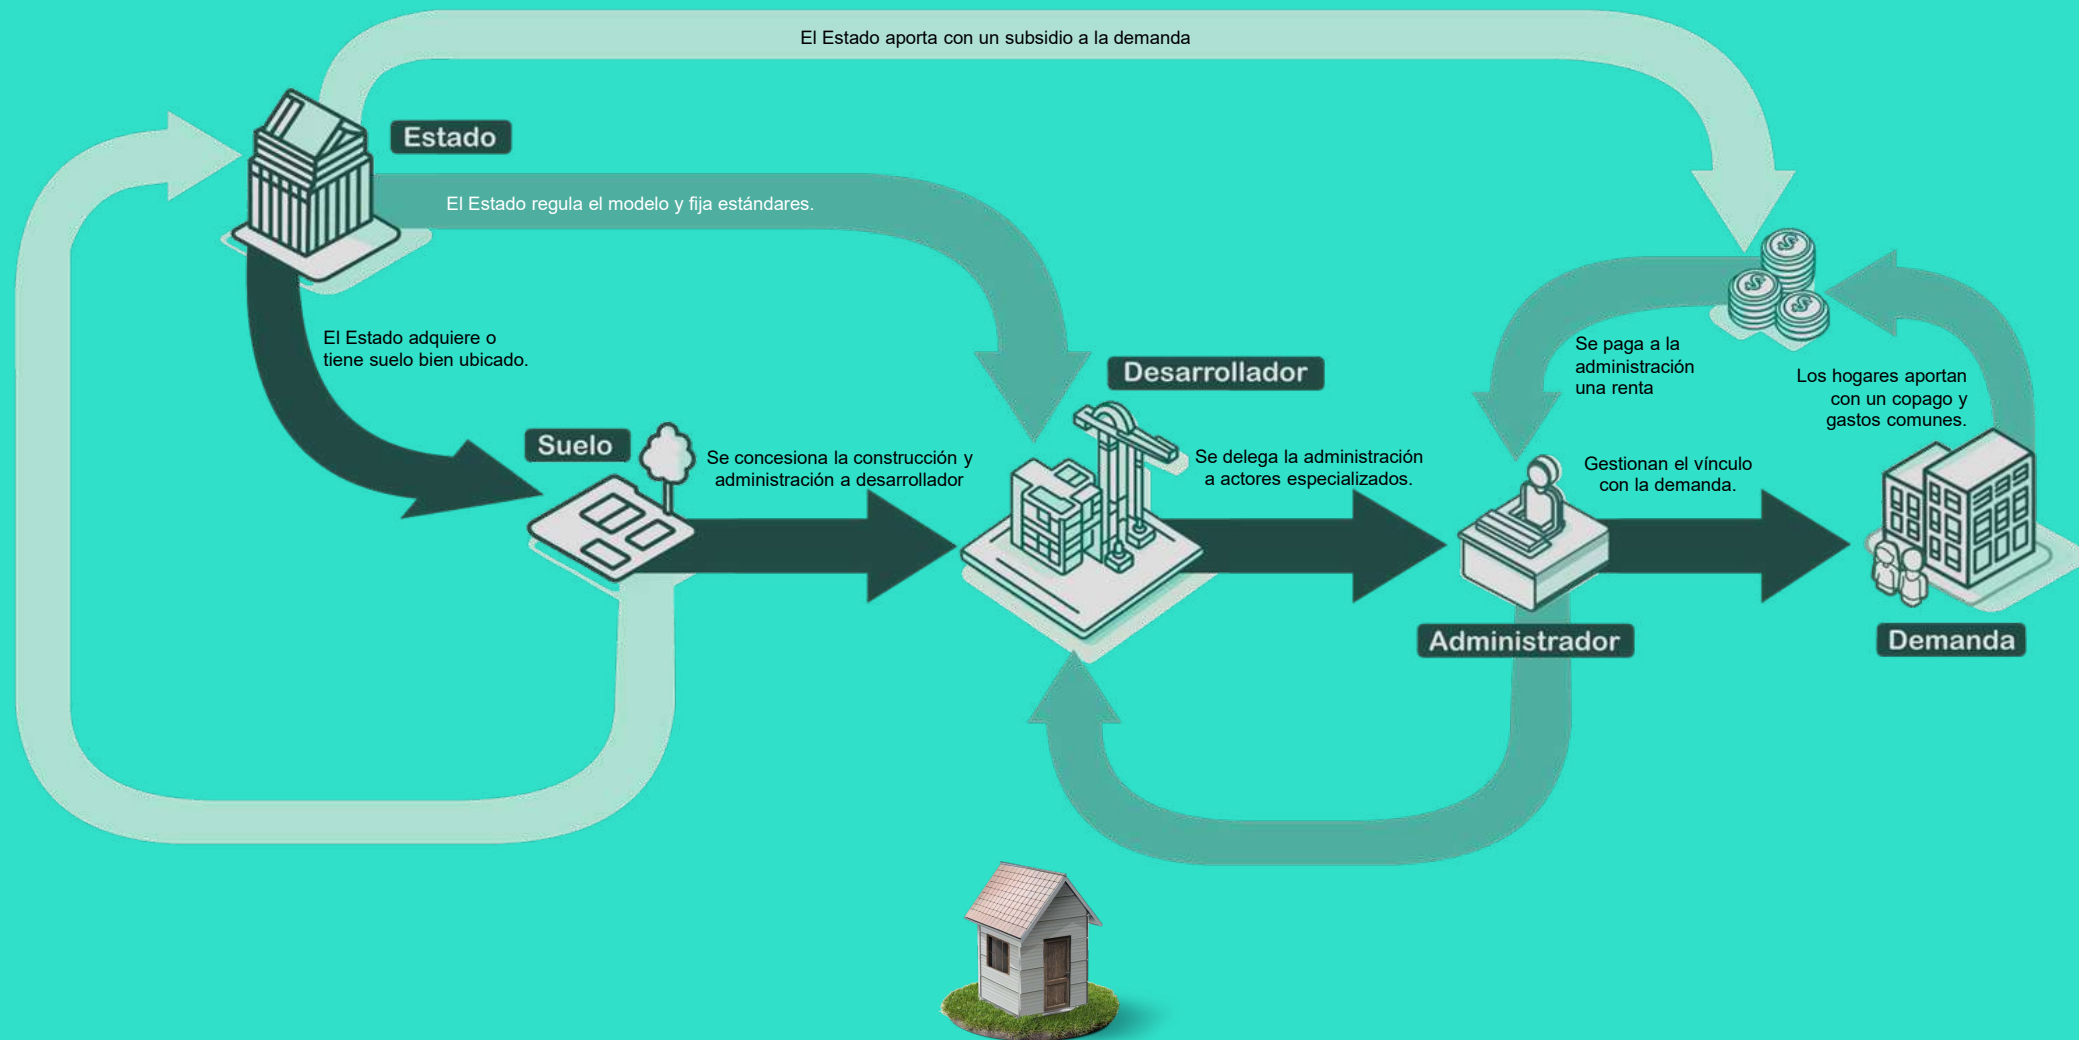 El Estado aporta con un subsidio a la demanda
Estado
El Estado regula el modelo y fija estándares.
El Estado adquiere o
tiene suelo bien ubicado.
Suelo
Se concesiona la construcción y
administración a desarrollador
Desarrollador
Se delega la administración
a actores especializados.
Se paga a la
administración
una renta
Los hogares aportan
con un copago y
gastos comunes.
Gestionan el vínculo
con la demanda.
Administrador
Demanda